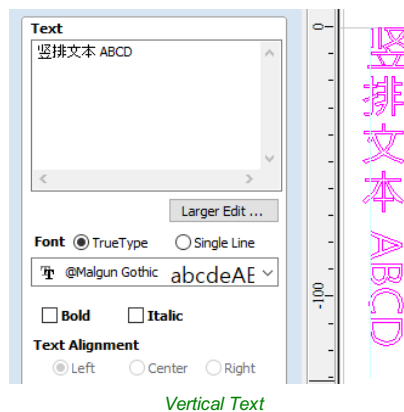 Text
竖排文本 ABCD
Larger Edit ...
Font TrueType Single Line
@Malgun Gothic abcdeAE
Bold Italic
Text Alignment
Left Center Right
0
-100
竖排文本 ABCD
Vertical Text